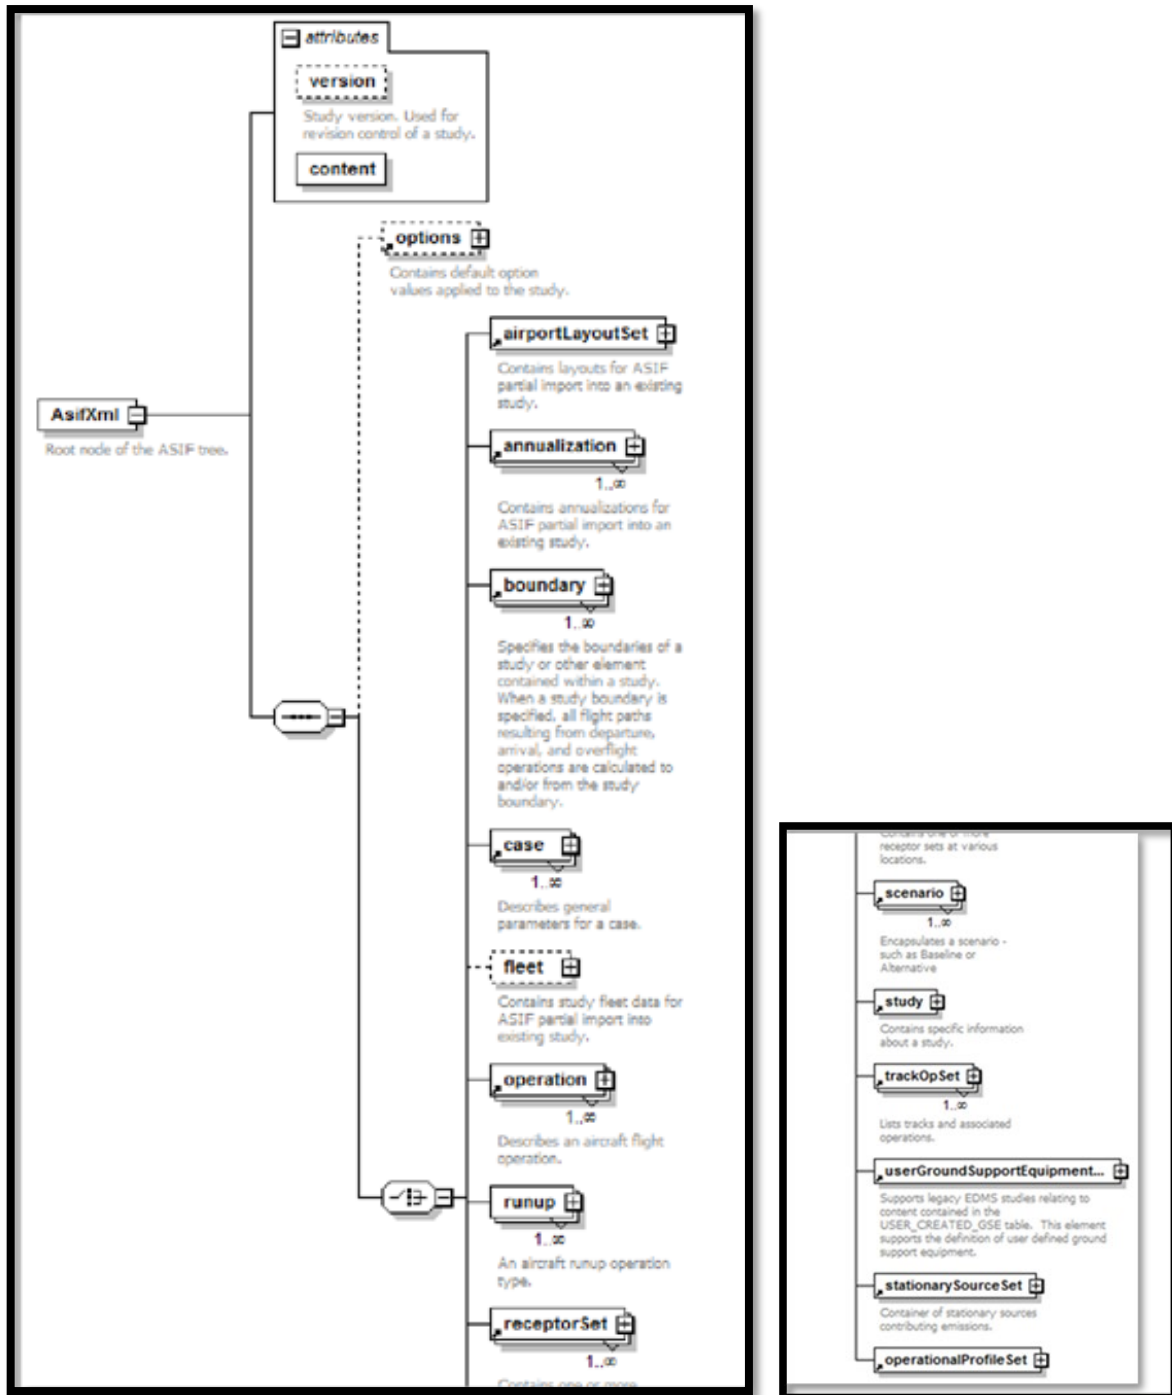 attributes
version
Study version. Used for
revision control of a study.
content
options
Contains default option
values applied to the study.
airportLayoutSet
Contains layouts for ASIF
partial import into an existing
study.
annualization
1..∞
Contains annualizations for
ASIF partial import into an
existing study.
AsifXml
Root node of the ASIF tree.
boundary
1..∞
Specifies the boundaries of a
study or other element
contained within a study.
When a study boundary is
specified, all flight paths
resulting from departure,
arrival, and overflight
operations are calculated to
and/or from the study
boundary.
case
1..∞
Describes general
parameters for a case.
fleet
Contains study fleet data for
ASIF partial import into
existing study.
operation
1..∞
Describes an aircraft flight
operation.
runup
1..∞
An aircraft runup operation
type.
receptorSet
1..∞
Contains one or more
Contains one or more
receptor sets at various
locations.
scenario
1..∞
Encapsulates a scenario -
such as Baseline or
Alternative
study
Contains specific information
about a study.
trackOpSet
1..∞
Lists tracks and associated
operations.
userGroundSupportEquipment...
Supports legacy EDMS studies relating to
content contained in the
USER_CREATED_GSE table. This element
supports the definition of user defined ground
support equipment.
stationarySourceSet
Container of stationary sources
contributing emissions.
operationalProfileSet